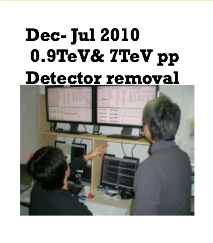 Dec- Jul 2010
0.9TeV& 7TeV pp
Detector removal